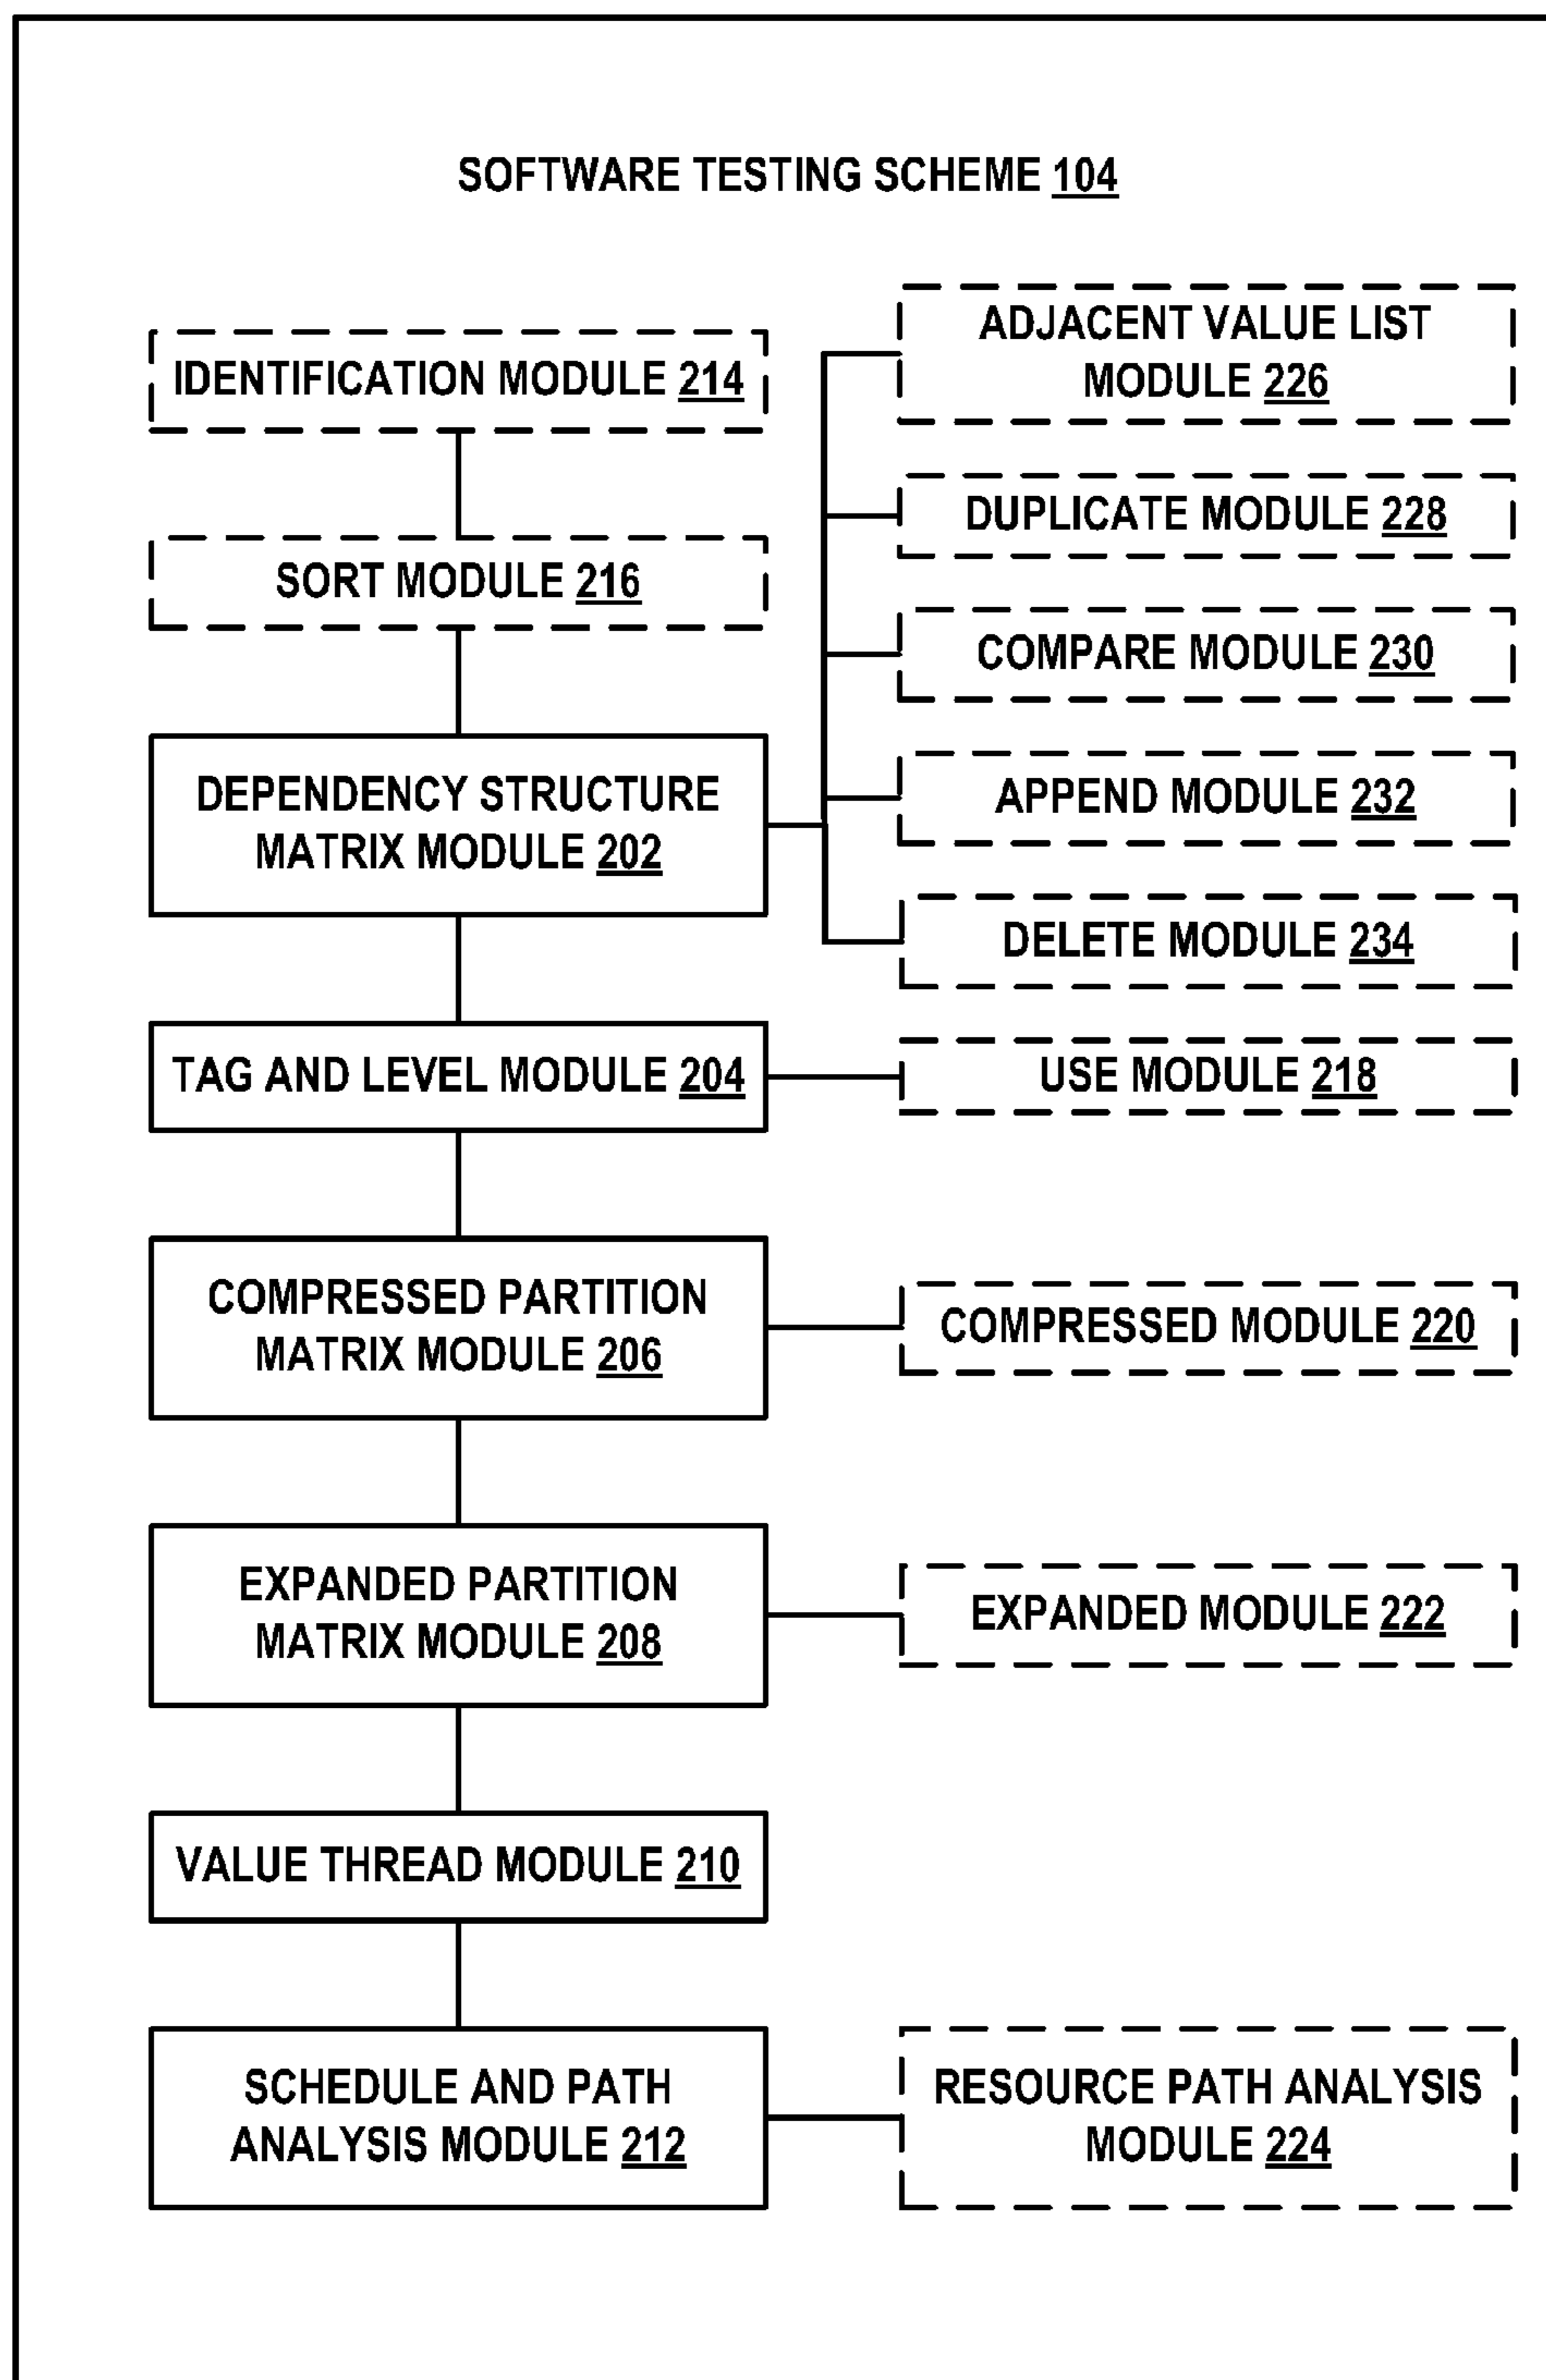 SOFTWARE TESTING SCHEME 104
IDENTIFICATION MODULE 214
SORT MODULE 216
DEPENDENCY STRUCTURE
MATRIX MODULE 202
TAG AND LEVEL MODULE 204
COMPRESSED PARTITION
MATRIX MODULE 206
EXPANDED PARTITION
MATRIX MODULE 208
VALUE THREAD MODULE 210
SCHEDULE AND PATH
ANALYSIS MODULE 212
ADJACENT VALUE LIST
MODULE 226
DUPLICATE MODULE 228
COMPARE MODULE 230
APPEND MODULE 232
DELETE MODULE 234
USE MODULE 218
COMPRESSED MODULE 220
EXPANDED MODULE 222
RESOURCE PATH ANALYSIS
MODULE 224